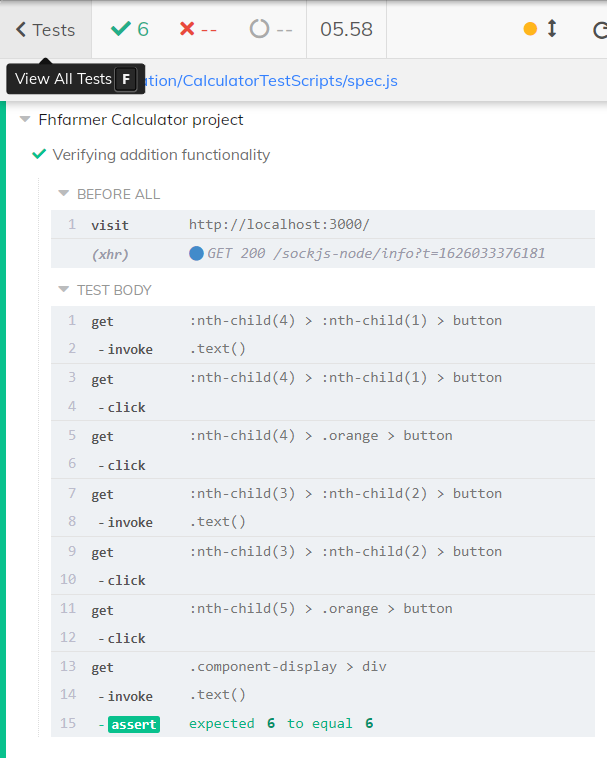 Tests 6 -- -- 05.58
View All Tests F ation/CalculatorTestScripts/spec.js
Fhfarmer Calculator project
Verifying addition functionality
BEFORE ALL
1 visit http://localhost:3000/
(xhr) GET 200 /sockjs-node/info?t=1626033376181
TEST BODY
1 get :nth-child(4) > :nth-child(1) > button
2 -invoke .text()
3 get :nth-child(4) > :nth-child(1) > button
4 -click
5 get :nth-child(4) > .orange > button
6 -click
7 get :nth-child(3) > :nth-child(2) > button
8 -invoke .text()
9 get :nth-child(3) > :nth-child(2) > button
10 -click
11 get :nth-child(5) > .orange > button
12 -click
13 get .component-display > div
14 -invoke .text()
15 -assert expected 6 to equal 6